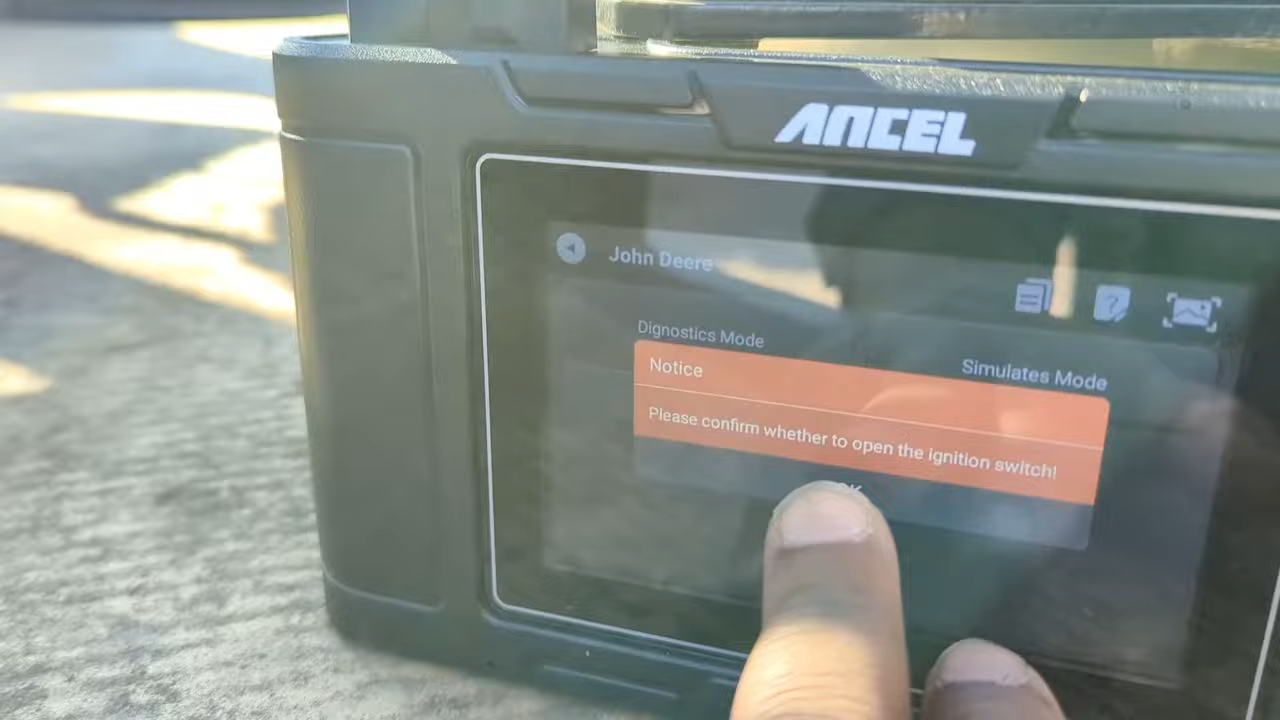 ANCEL
John Deere
Dignostics Mode
Simulates Mode
Notice
Please confirm whether to open the ignition switch!